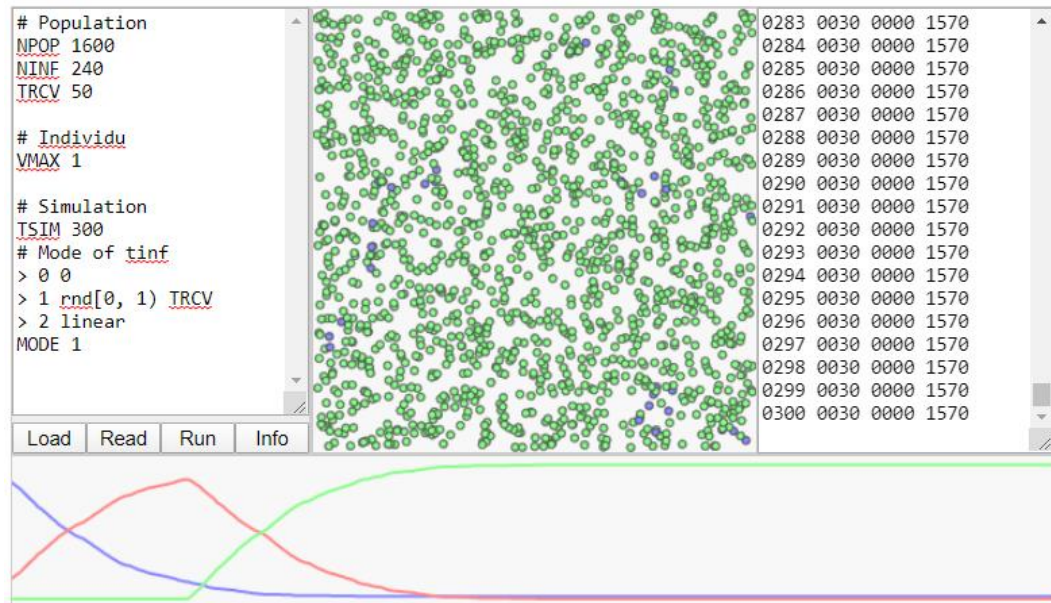 # Population
NPOP 1600
NINF 240
TRCV 50
# Individu
VMAX 1
# Simulation
TSIM 300
# Mode of tinf
> 0 0
> 1 rnd[0, 1) TRCV
> 2 linear
MODE 1
Load Read Run Info
0283 0030 0000 1570
0284 0030 0000 1570
0285 0030 0000 1570
0286 0030 0000 1570
0287 0030 0000 1570
0288 0030 0000 1570
0289 0030 0000 1570
0290 0030 0000 1570
0291 0030 0000 1570
0292 0030 0000 1570
0293 0030 0000 1570
0294 0030 0000 1570
0295 0030 0000 1570
0296 0030 0000 1570
0297 0030 0000 1570
0298 0030 0000 1570
0299 0030 0000 1570
0300 0030 0000 1570